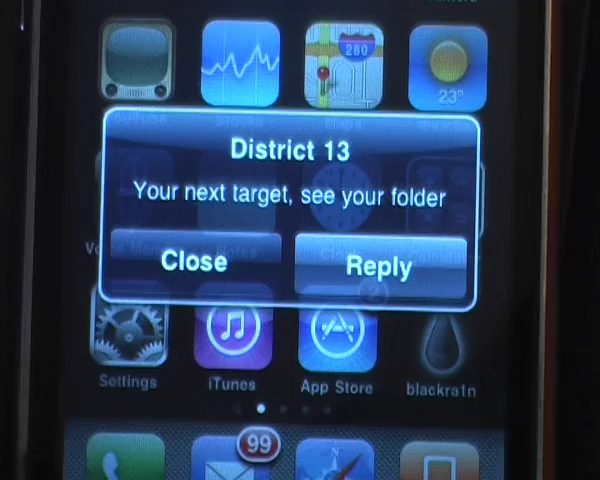 280
23°
District 13
Your next target, see your folder
Close
Reply
Settings
iTunes
App Store
blackra1n
99